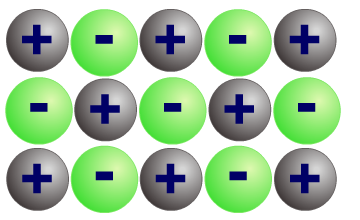 + - + - +
- + - + -
+ - + - +